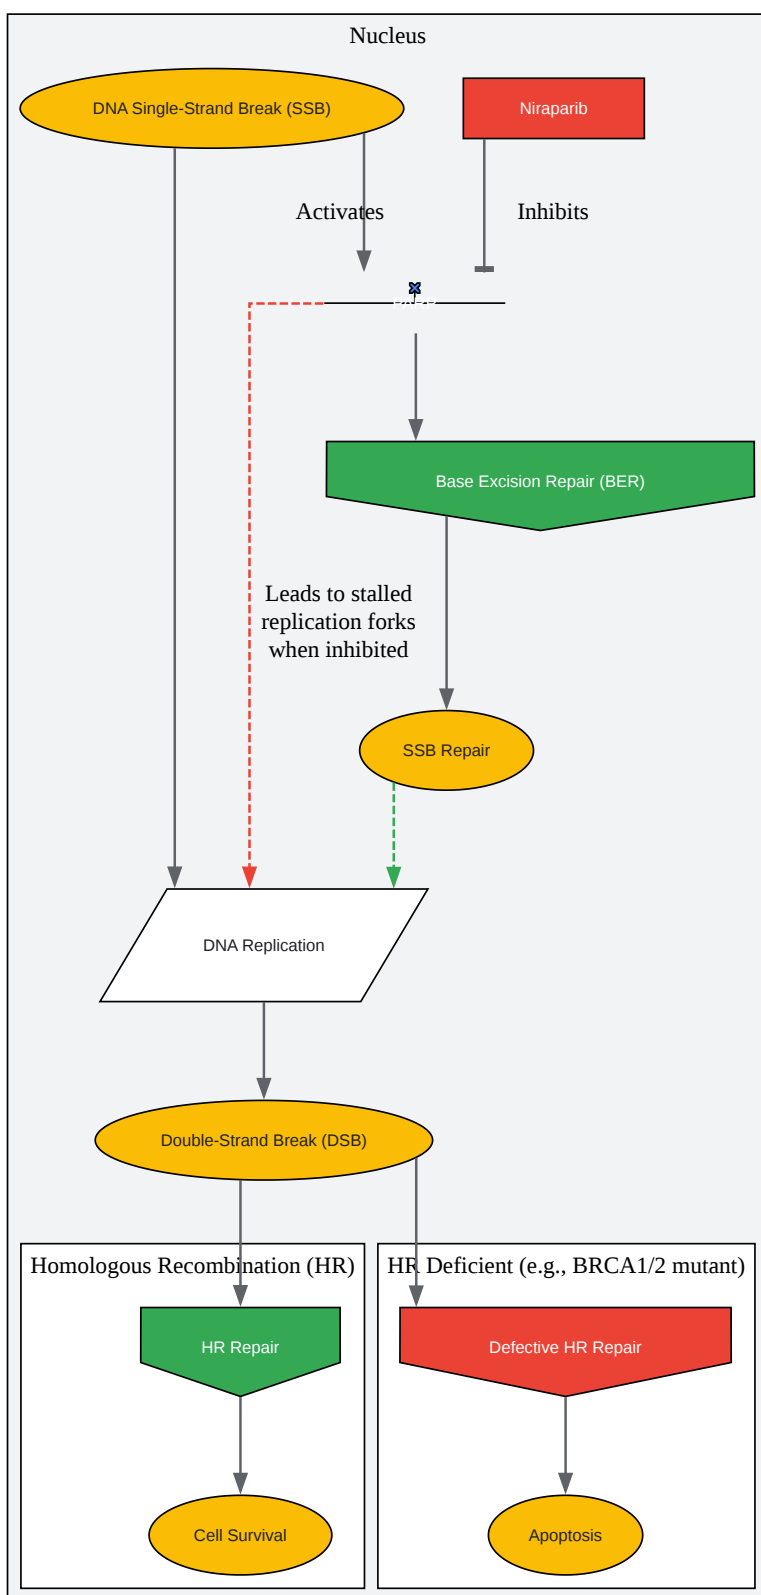 Nucleus
DNA Single-Strand Break (SSB)
Niraparib
Activates
Inhibits
Base Excision Repair (BER)
Leads to stalled
replication forks
when inhibited
SSB Repair
DNA Replication
Double-Strand Break (DSB)
Homologous Recombination (HR)
HR Deficient (e.g., BRCA1/2 mutant)
HR Repair
Defective HR Repair
Cell Survival
Apoptosis